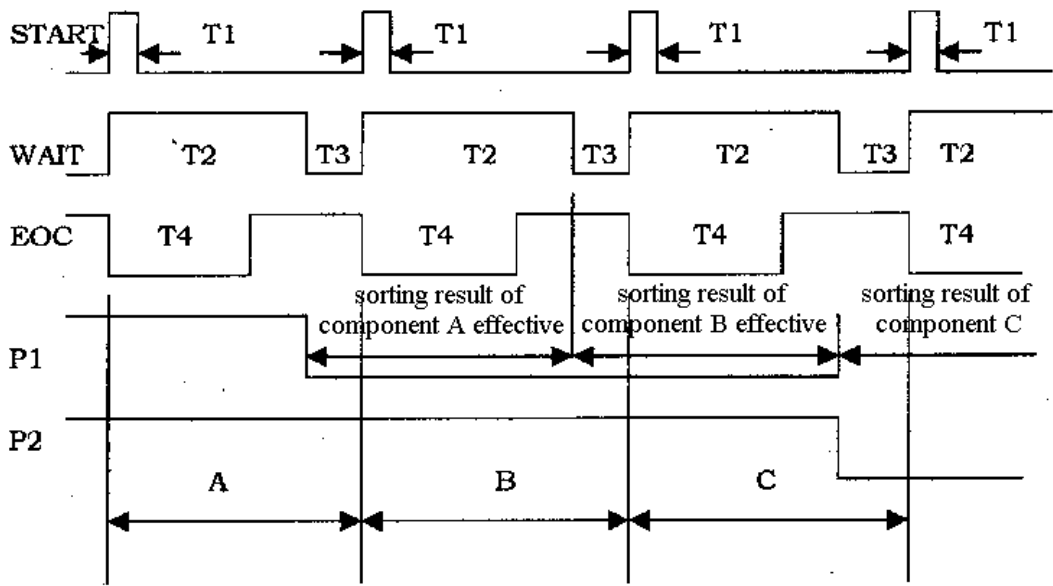 START T1 T1 T1 T1
WAIT T2 T3 T2 T3 T2 T3 T2
EOC T4 T4 T4 T4
sorting result of
component A effective
sorting result of
component B effective
sorting result of
component C
P1
P2
A B C